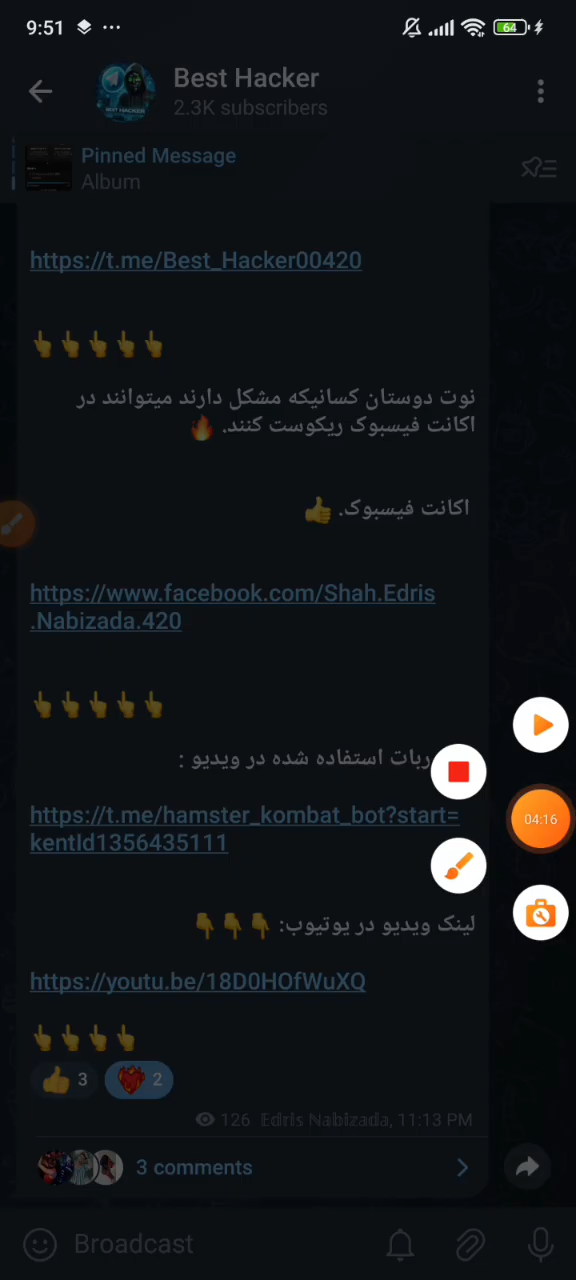 9:51
64
Best Hacker
2.3K subscribers
Pinned Message
Album
https://t.me/Best_Hacker00420
👆👆👆👆👆
نوت دوستان کسانیکه مشکل دارند میتوانند در
اکانت فیسبوک ریکوست کنند. 🔥
اکانت فیسبوک. 👍
https://www.facebook.com/Shah.Edris
.Nabizada.420
👆👆👆👆👆
ربات استفاده شده در ویدیو :
https://t.me/hamster_kombat_bot?start=
kentId1356435111
04:16
لینک ویدیو در یوتیوب: 👇👇👇
https://youtu.be/18D0HOfWuXQ
👆👆👆👆
👍 3 ❤️‍🔥 2
126 Edris Nabizada, 11:13 PM
3 comments
Broadcast